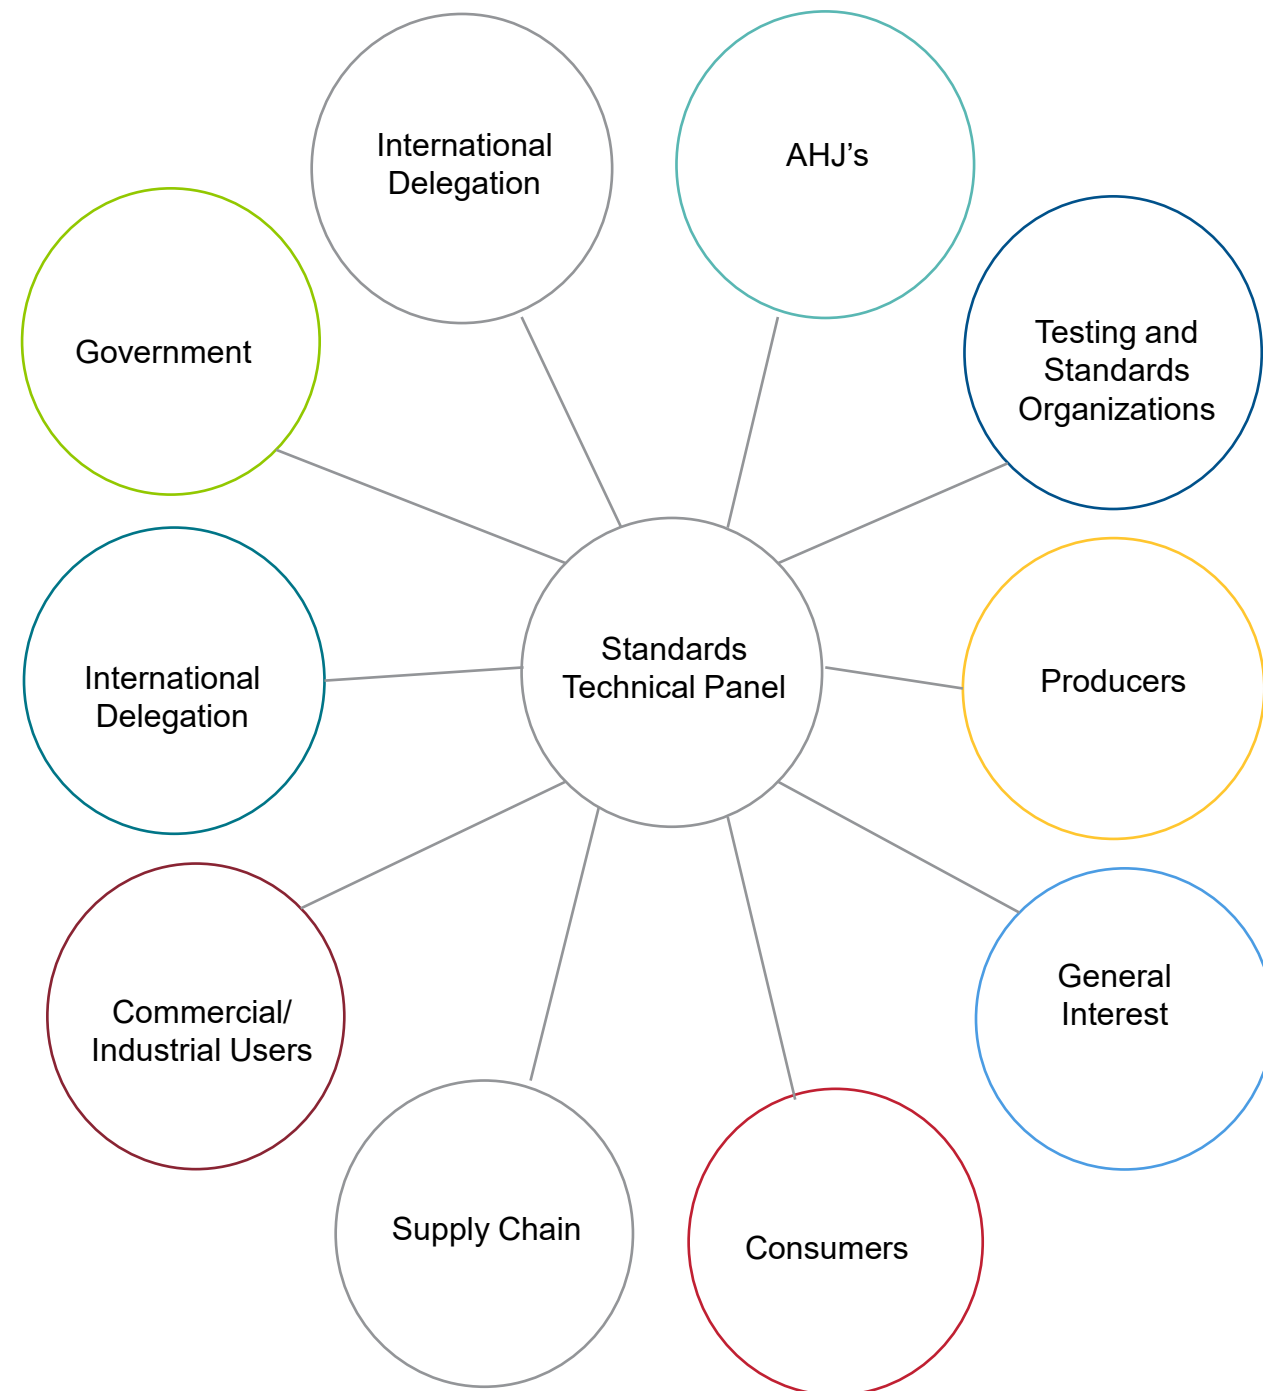 International
Delegation
AHJ’s
Government
Testing and
Standards
Organizations
Standards
Technical Panel
International
Delegation
Producers
Commercial/
Industrial Users
General
Interest
Supply Chain
Consumers